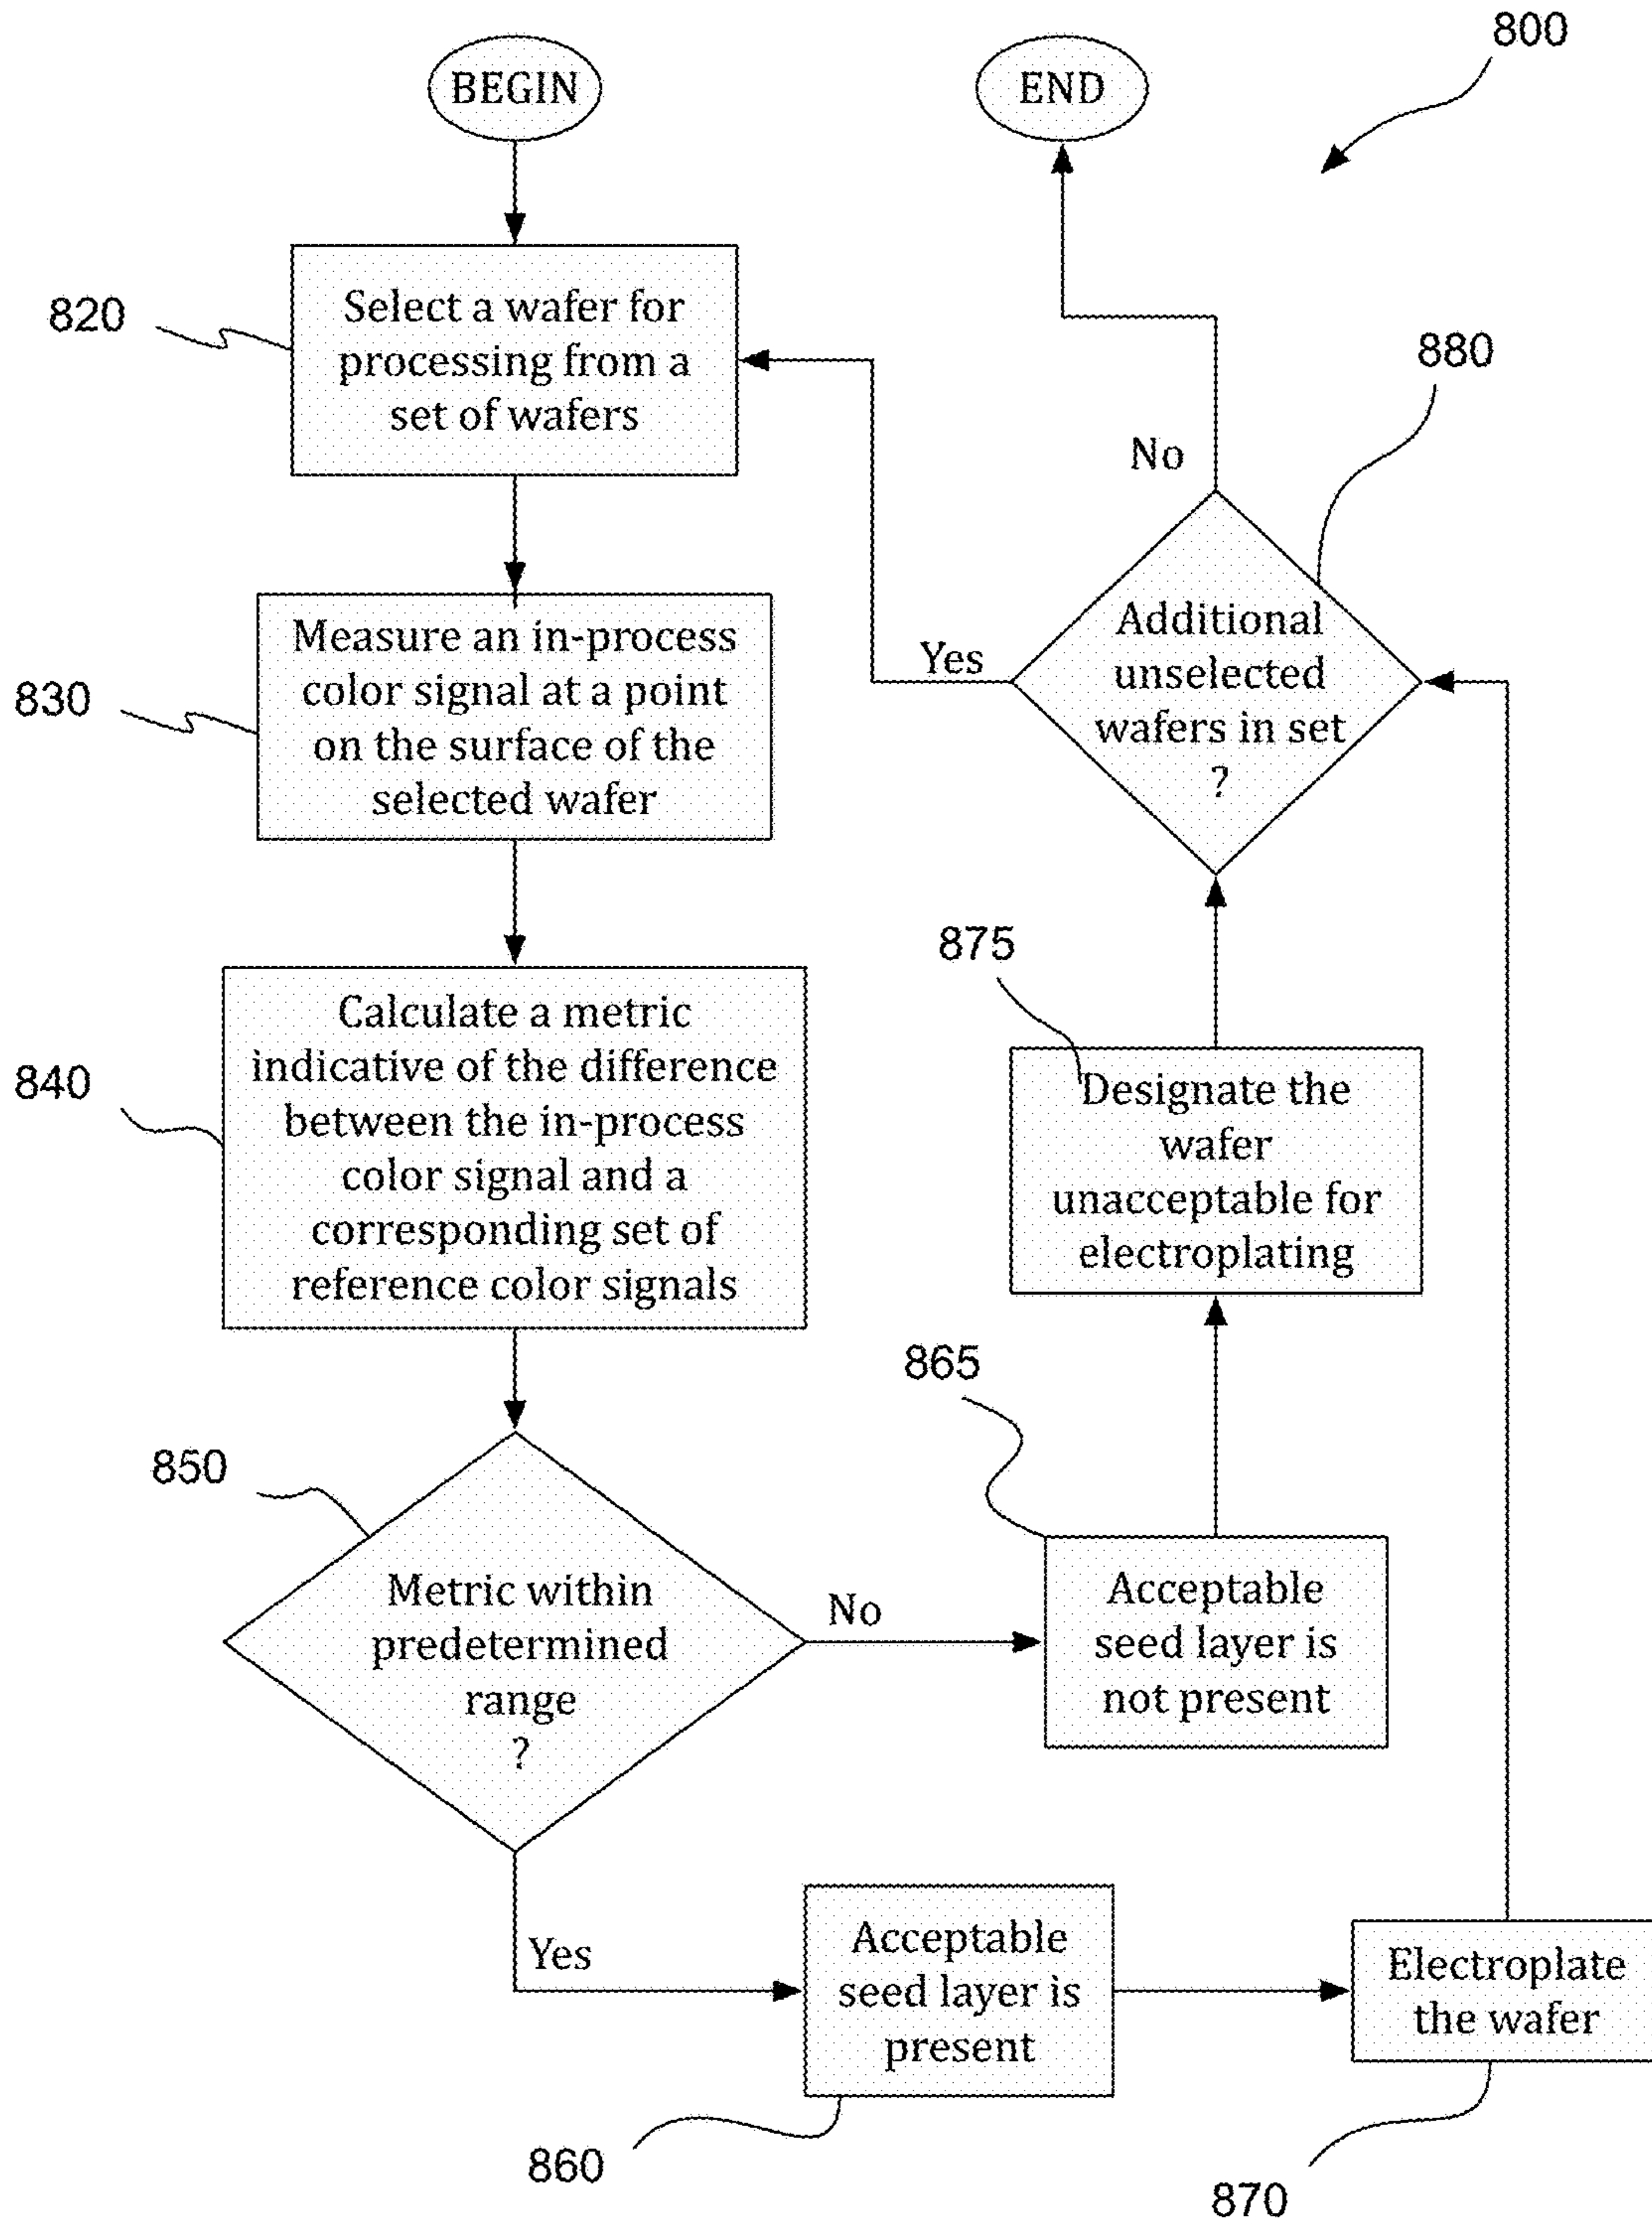 800
BEGIN
END
820
Select a wafer for
processing from a
set of wafers
880
No
830
Measure an in-process
color signal at a point
on the surface of the
selected wafer
Yes
Additional
unselected
wafers in set
?
875
840
Calculate a metric
indicative of the difference
between the in-process
color signal and a
corresponding set of
reference color signals
Designate the
wafer
unacceptable for
electroplating
865
850
Metric within
predetermined
range
?
No
Acceptable
seed layer is
not present
Yes
Acceptable
seed layer is
present
Electroplate
the wafer
860
870